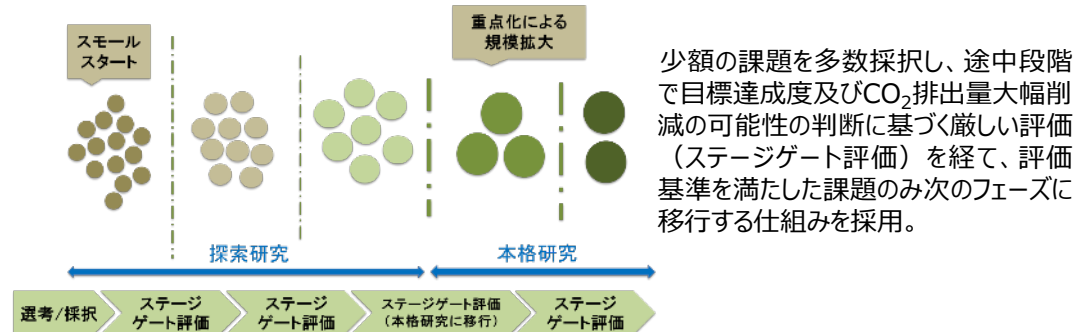 スモール
スタート
重点化による
規模拡大
少額の課題を多数採択し、途中段階
で目標達成度及びCO₂排出量大幅削
減の可能性の判断に基づく厳しい評価
（ステージゲート評価）を経て、評価
基準を満たした課題のみ次のフェーズに
移行する仕組みを採用。
探索研究
本格研究
選考/採択
ステージ
ゲート評価
ステージ
ゲート評価
ステージゲート評価
（本格研究に移行）
ステージ
ゲート評価